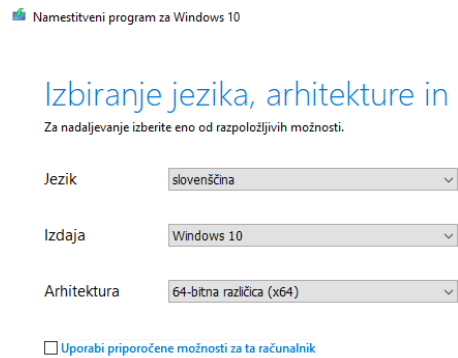 Namestitveni program za Windows 10
Izbiranje jezika, arhitekture in
Za nadaljevanje izberite eno od razpoložljivih možnosti.
Jezik slovenščina
Izdaja Windows 10
Arhitektura 64-bitna različica (x64)
Uporabi priporočene možnosti za ta računalnik